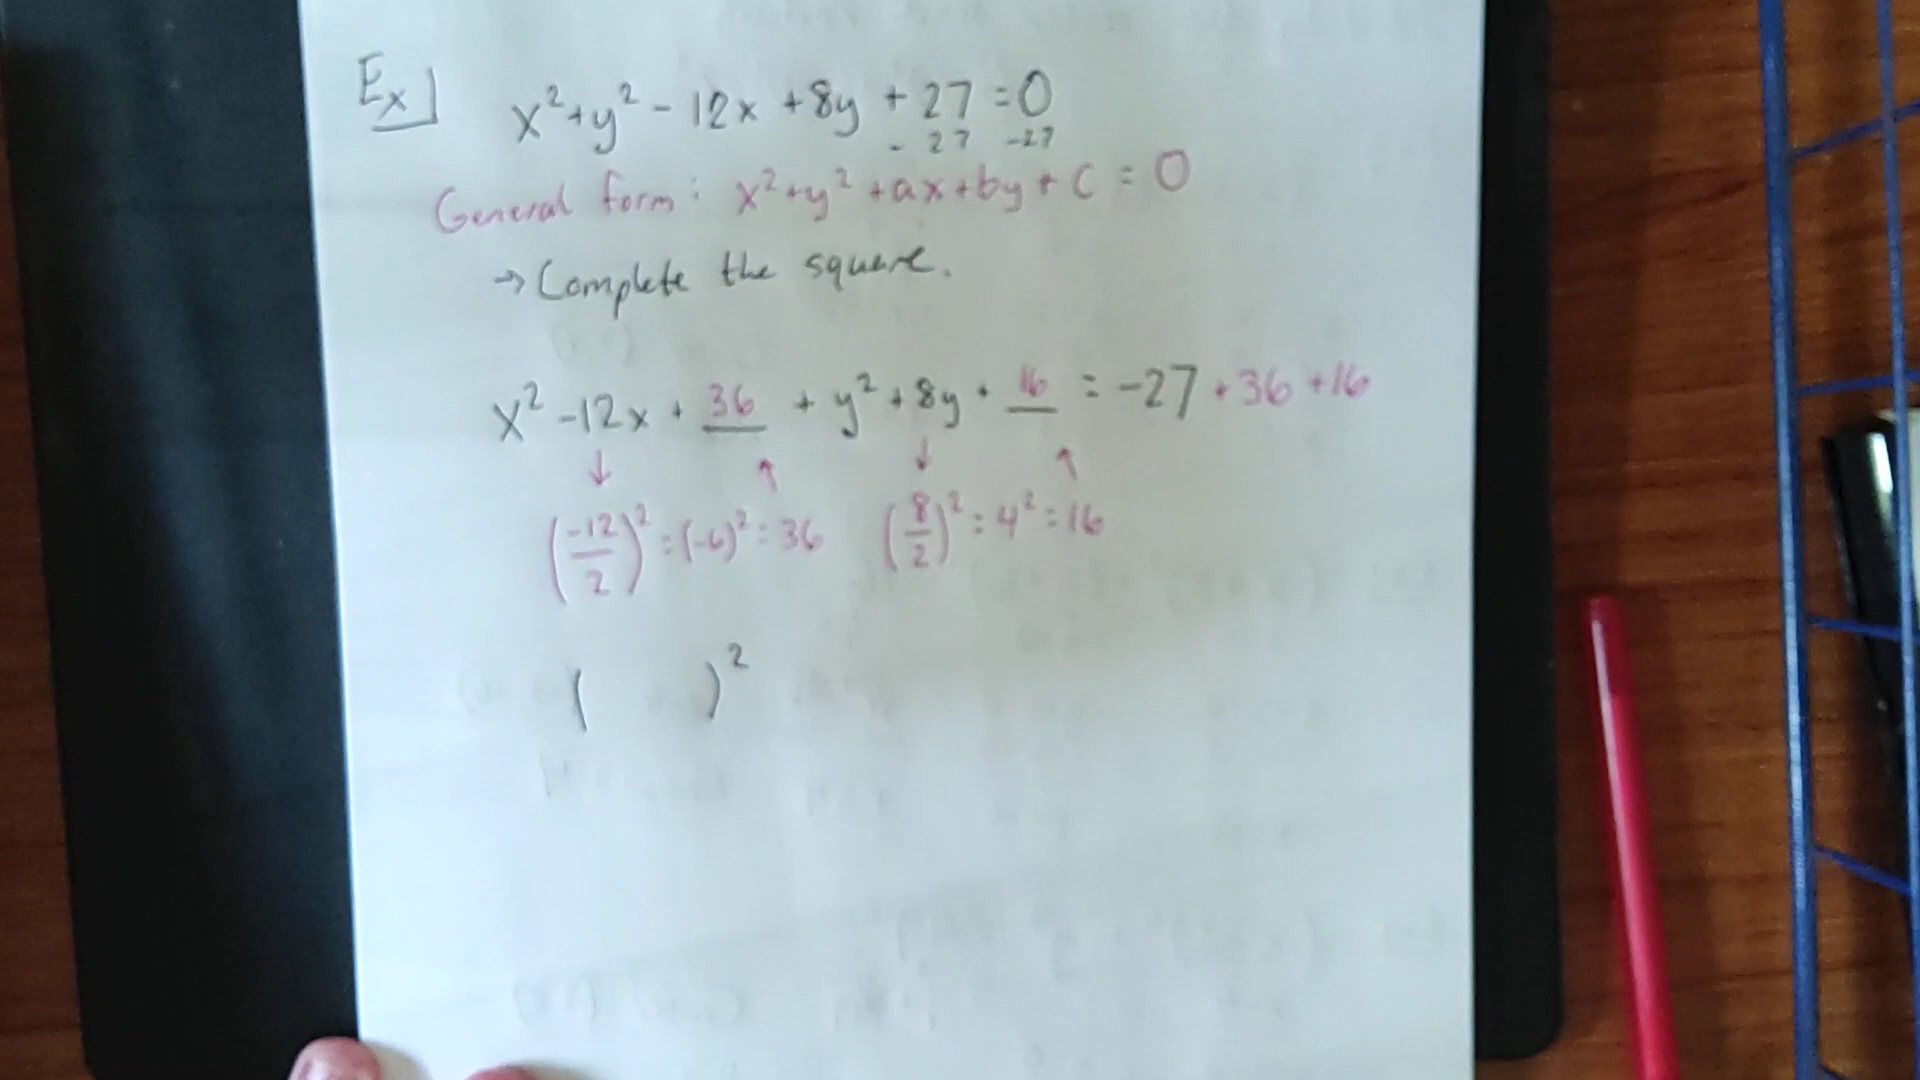 Ex] x²+y² - 12x +8y + 27 = 0
- 27 -27
General form: x²+y² +ax+by + C = 0
→ Complete the square.
x² -12x + 36 + y² + 8y + 16 = -27 + 36 +16
↓ ↑ ↓ ↑
(-12/2)² = (-6)² = 36 (8/2)² = 4² = 16
( )²